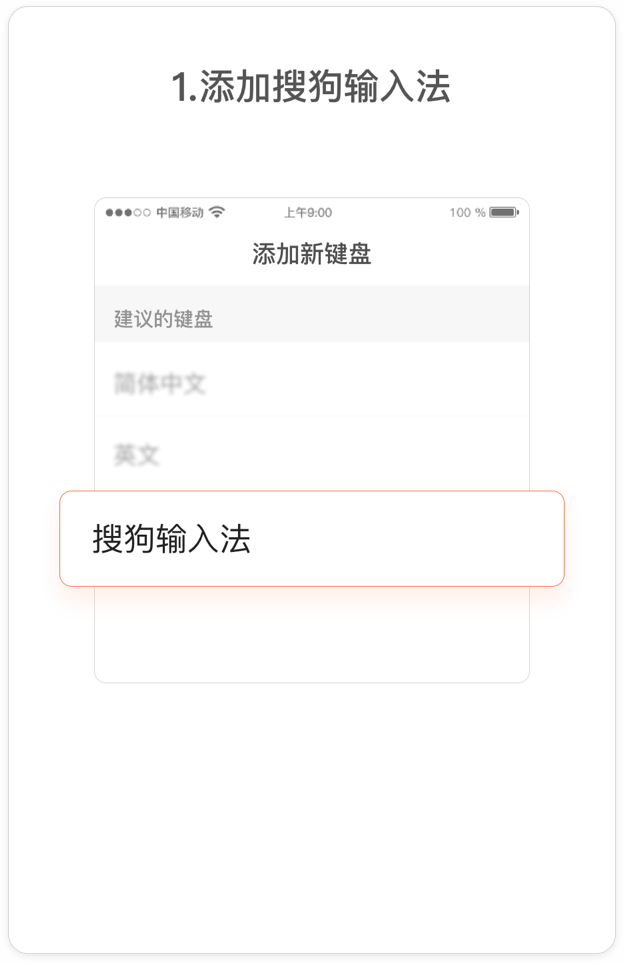 1.添加搜狗输入法
中国移动 上午9:00 100 %
添加新键盘
建议的键盘
简体中文
英文
搜狗输入法